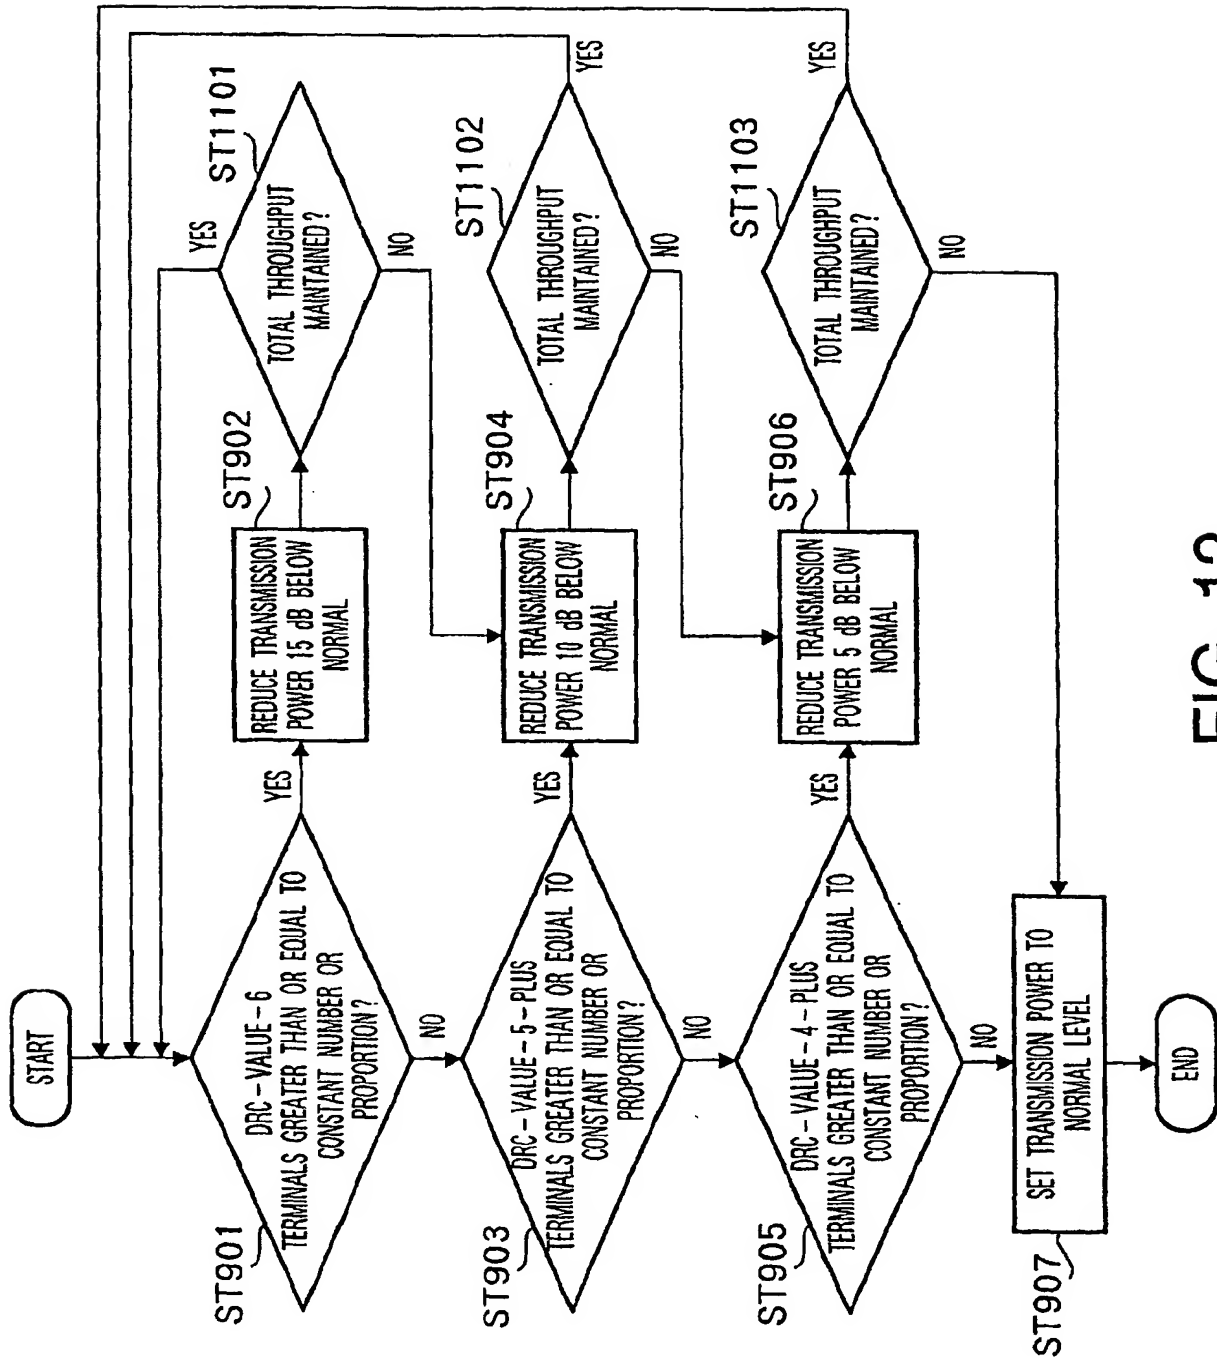 START
DRC-VALUE-6
TERMINALS GREATER THAN OR EQUAL TO
CONSTANT NUMBER OR
PROPORTION?
ST901
YES
NO
REDUCE TRANSMISSION
POWER 15 dB BELOW
NORMAL
ST902
TOTAL THROUGHPUT
MAINTAINED?
ST1101
YES
NO
DRC-VALUE-5-PLUS
TERMINALS GREATER THAN OR EQUAL TO
CONSTANT NUMBER OR
PROPORTION?
ST903
YES
NO
REDUCE TRANSMISSION
POWER 10 dB BELOW
NORMAL
ST904
TOTAL THROUGHPUT
MAINTAINED?
ST1102
YES
NO
DRC-VALUE-4-PLUS
TERMINALS GREATER THAN OR EQUAL TO
CONSTANT NUMBER OR
PROPORTION?
ST905
YES
NO
REDUCE TRANSMISSION
POWER 5 dB BELOW
NORMAL
ST906
TOTAL THROUGHPUT
MAINTAINED?
ST1103
YES
NO
SET TRANSMISSION POWER TO
NORMAL LEVEL
ST907
END